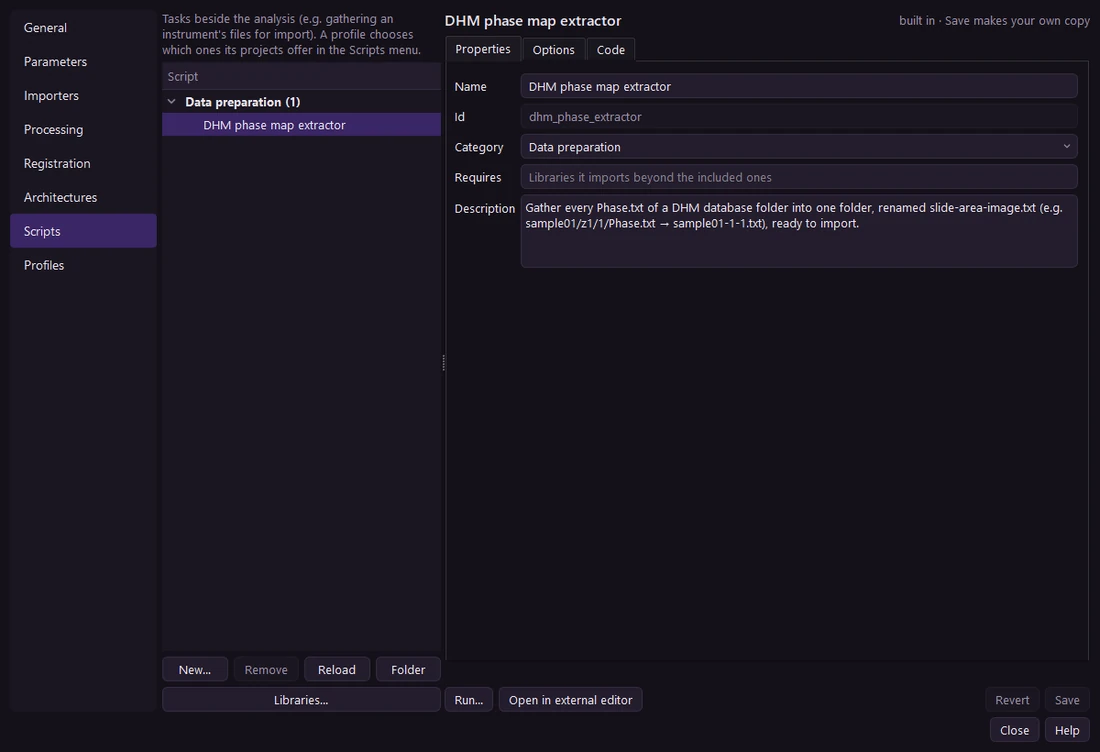 General
Parameters
Importers
Processing
Registration
Architectures
Scripts
Profiles
Tasks beside the analysis (e.g. gathering an
instrument's files for import). A profile chooses
which ones its projects offer in the Scripts menu.
Script
Data preparation (1)
DHM phase map extractor
New...
Remove
Reload
Folder
Libraries...
DHM phase map extractor
built in · Save makes your own copy
Properties
Options
Code
Name
DHM phase map extractor
Id
dhm_phase_extractor
Category
Data preparation
Requires
Libraries it imports beyond the included ones
Description
Gather every Phase.txt of a DHM database folder into one folder, renamed slide-area-image.txt (e.g.
sample01/z1/1/Phase.txt → sample01-1-1.txt), ready to import.
Run...
Open in external editor
Revert
Save
Close
Help